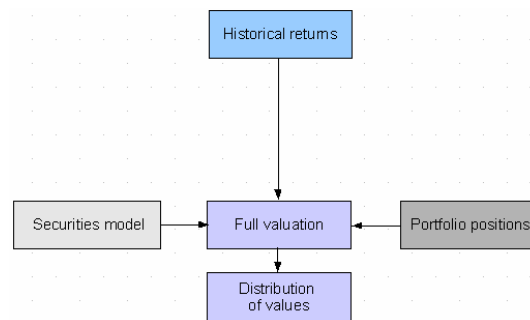 Historical returns
Securities model
Full valuation
Portfolio positions
Distribution
of values